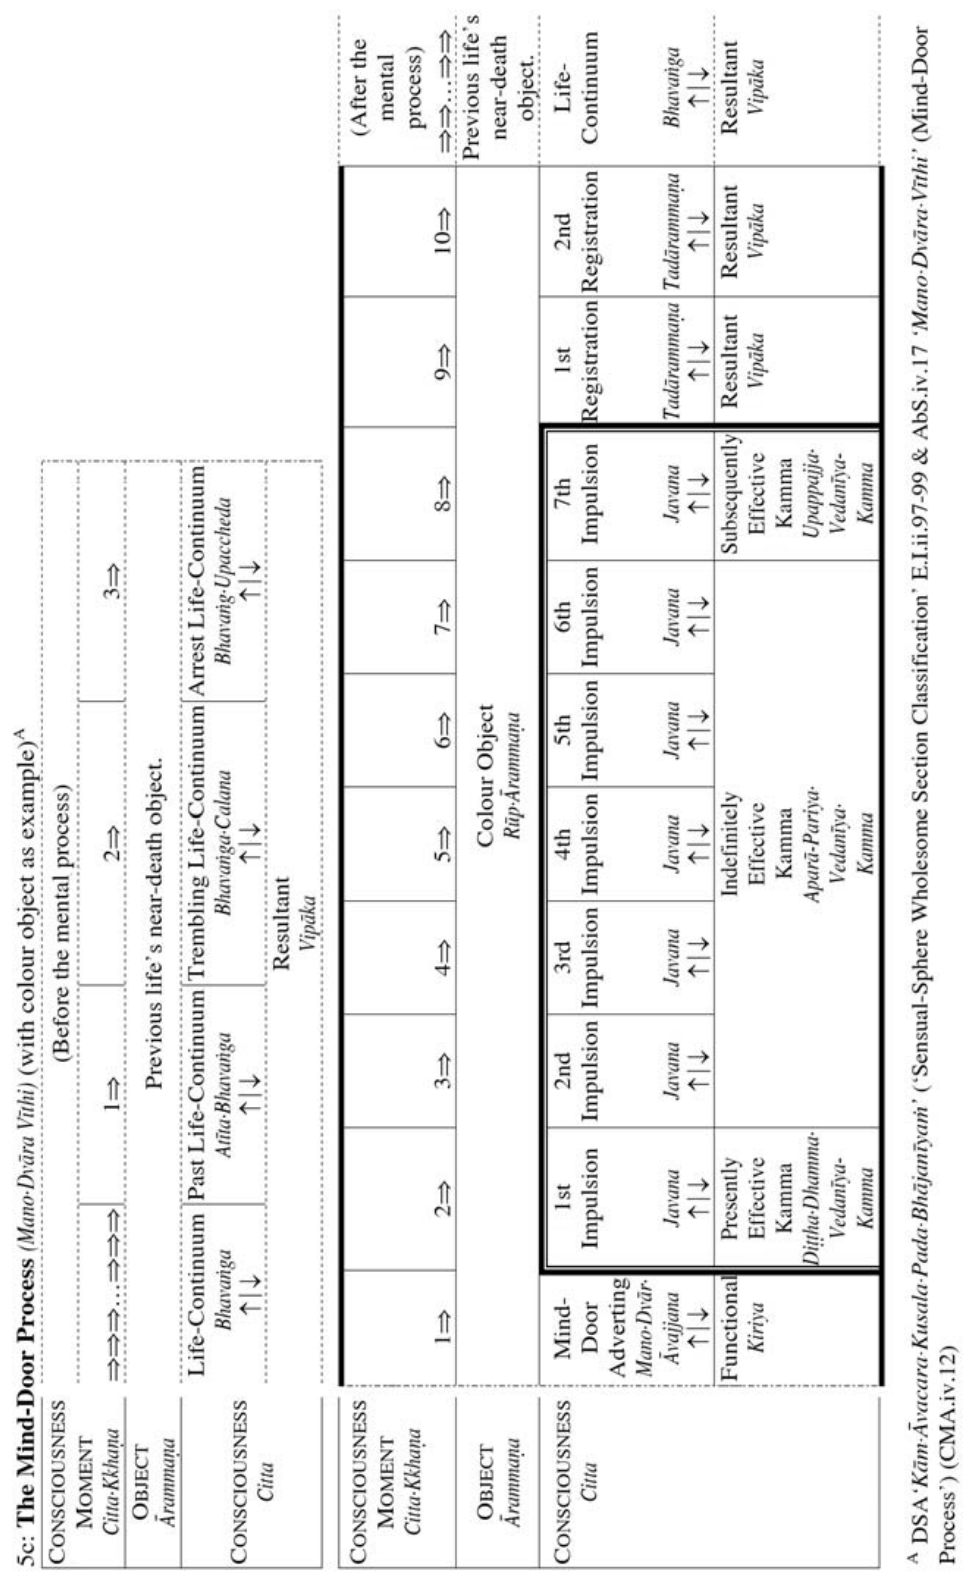 5c: The Mind-Door Process (Mano·Dvāra Vīthi) (with colour object as example)ᴬ
CONSCIOUSNESS
MOMENT
Citta·Kkhaṇa
(Before the mental process)
⇒⇒⇒⇒…⇒⇒⇒⇒ 1⇒ 2⇒ 3⇒
OBJECT
Ārammaṇa
Previous life's near-death object.
CONSCIOUSNESS
Citta
Life-Continuum
Bhavaṅga
↑|↓
Past Life-Continuum
Atīta·Bhavaṅga
↑|↓
Trembling Life-Continuum
Bhavaṅga·Calana
↑|↓
Arrest Life-Continuum
Bhavaṅg·Upaccheda
↑|↓
Resultant
Vipāka
CONSCIOUSNESS
MOMENT
Citta·Kkhaṇa
1⇒ 2⇒ 3⇒ 4⇒ 5⇒ 6⇒ 7⇒ 8⇒ 9⇒ 10⇒
(After the
mental
process)
⇒⇒⇒…⇒⇒⇒
OBJECT
Ārammaṇa
Colour Object
Rūp·Ārammaṇa
Previous life's
near-death
object.
CONSCIOUSNESS
Citta
Mind-
Door
Adverting
Mano·Dvār·
Āvajjana
↑|↓
Functional
Kiriya
1st
Impulsion
Javana
↑|↓
Presently
Effective
Kamma
Diṭṭha·Dhamma·
Vedanīya-
Kamma
2nd
Impulsion
Javana
↑|↓
3rd
Impulsion
Javana
↑|↓
4th
Impulsion
Javana
↑|↓
5th
Impulsion
Javana
↑|↓
6th
Impulsion
Javana
↑|↓
Indefinitely
Effective
Kamma
Aparā·Pariya·
Vedanīya·
Kamma
7th
Impulsion
Javana
↑|↓
Subsequently
Effective
Kamma
Upappajja·
Vedanīya-
Kamma
1st
Registration
Tadārammaṇa
↑|↓
Resultant
Vipāka
2nd
Registration
Tadārammaṇa
↑|↓
Resultant
Vipāka
Life-
Continuum
Bhavaṅga
↑|↓
Resultant
Vipāka
ᴬ DSA 'Kām·Āvacara·Kusala·Pada·Bhājanīyaṁ' ('Sensual-Sphere Wholesome Section Classification' E.I.ii.97-99 & AbS.iv.17 'Mano·Dvāra·Vīthi' (Mind-Door
Process') (CMA.iv.12)